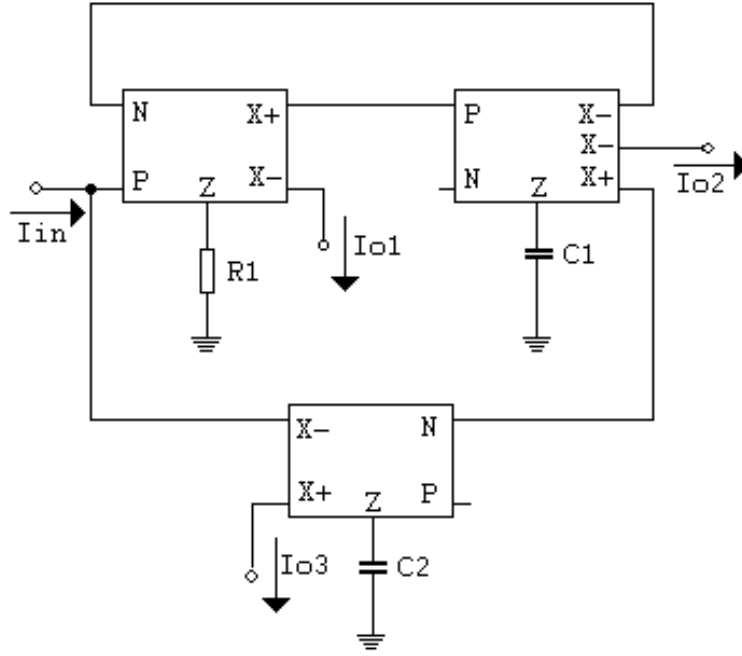 N X+ P X-
X-
P Z X- N Z X+
Iin Io1 Io2
R1 C1
X- N
X+ Z P
Io3 C2